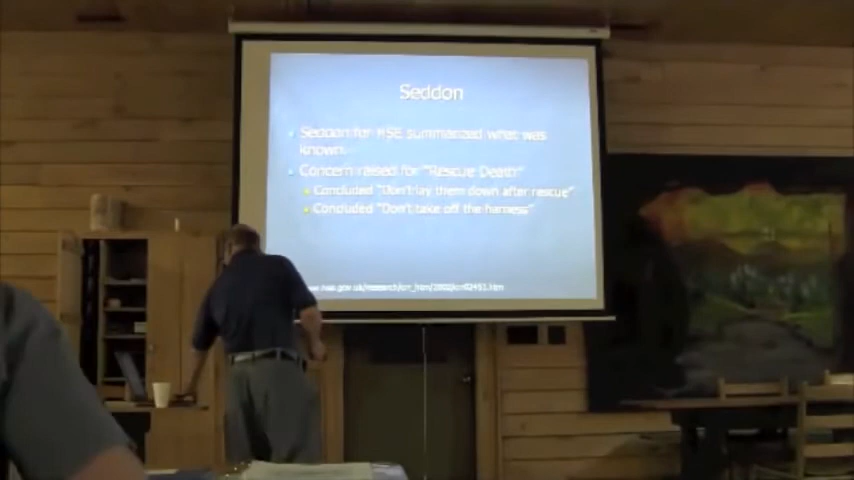 Seddon
Seddon for HSE summarized what was
known.
Concern raised for "Rescue Death"
Concluded "Don't lay them down after rescue"
Concluded "Don't take off the harness"